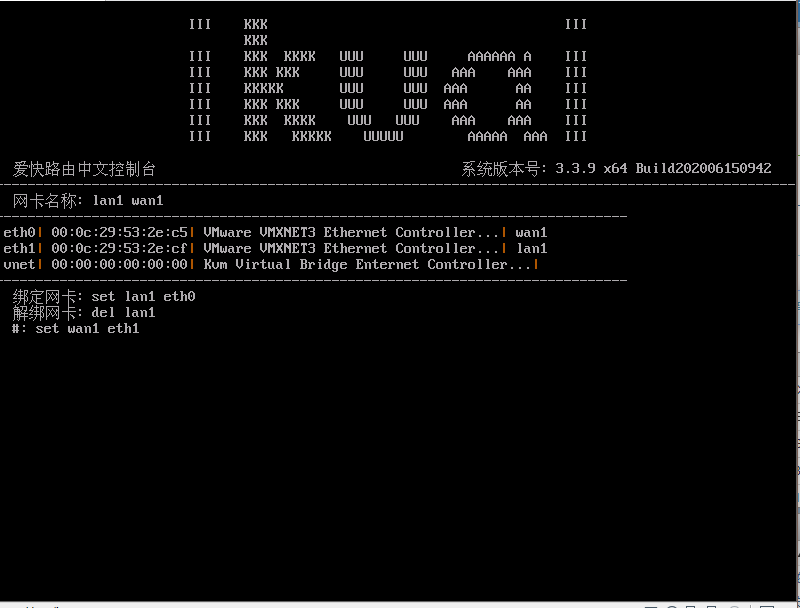 III    KKK                                     III
       KKK
III    KKK  KKKK   UUU     UUU     AAAAAA A    III
III    KKK KKK     UUU     UUU   AAA    AAA    III
III    KKKKK       UUU     UUU  AAA      AA    III
III    KKK KKK     UUU     UUU  AAA      AA    III
III    KKK  KKKK    UUU   UUU    AAA    AAA    III
III    KKK   KKKKK    UUUUU        AAAAA  AAA  III
爱快路由中文控制台 系统版本号: 3.3.9 x64 Build202006150942
网卡名称: lan1 wan1
eth0| 00:0c:29:53:2e:c5| VMware VMXNET3 Ethernet Controller...| wan1
eth1| 00:0c:29:53:2e:cf| VMware VMXNET3 Ethernet Controller...| lan1
vnet| 00:00:00:00:00:00| Kvm Virtual Bridge Enternet Controller...|
绑定网卡: set lan1 eth0
解绑网卡: del lan1
#: set wan1 eth1